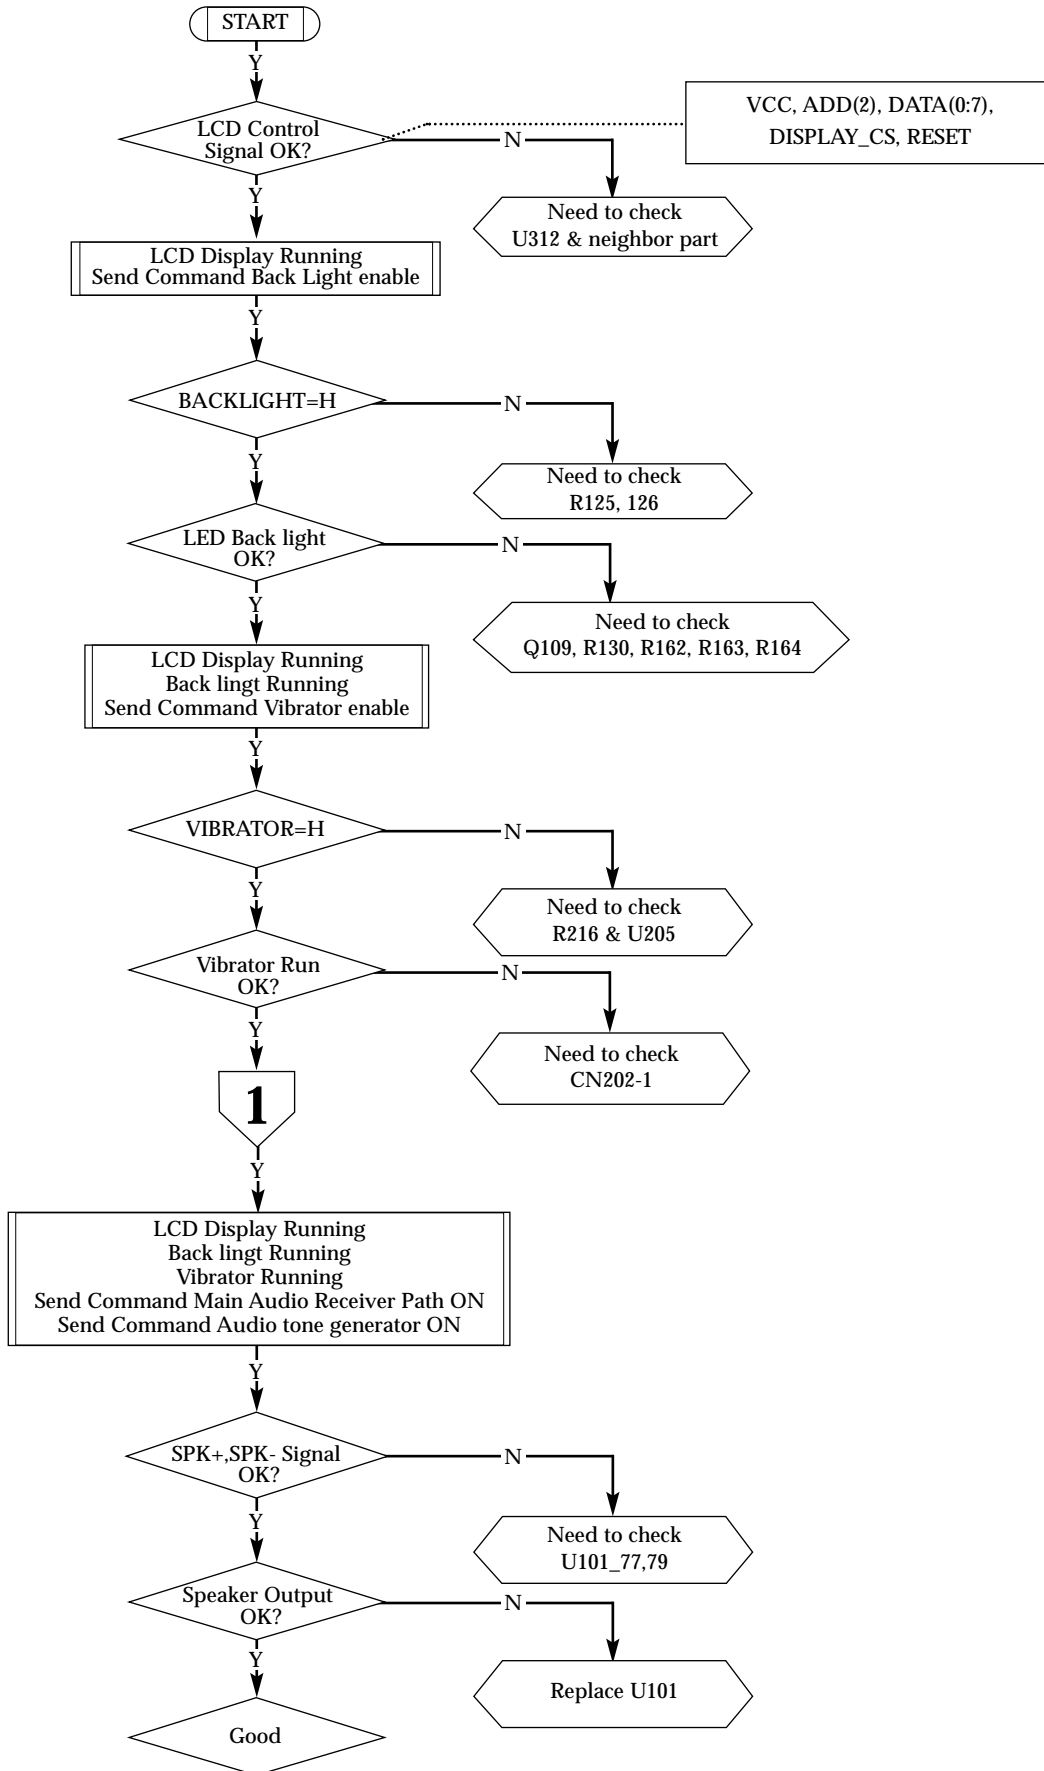 START
Y
LCD Control
Signal OK?
N
VCC, ADD(2), DATA(0:7),
DISPLAY_CS, RESET
Need to check
U312 & neighbor part
Y
LCD Display Running
Send Command Back Light enable
Y
BACKLIGHT=H
N
Need to check
R125, 126
Y
LED Back light
OK?
N
Need to check
Q109, R130, R162, R163, R164
Y
LCD Display Running
Back lingt Running
Send Command Vibrator enable
Y
VIBRATOR=H
N
Need to check
R216 & U205
Y
Vibrator Run
OK?
N
Need to check
CN202-1
Y
1
Y
LCD Display Running
Back lingt Running
Vibrator Running
Send Command Main Audio Receiver Path ON
Send Command Audio tone generator ON
Y
SPK+,SPK- Signal
OK?
N
Need to check
U101_77,79
Y
Speaker Output
OK?
N
Replace U101
Y
Good